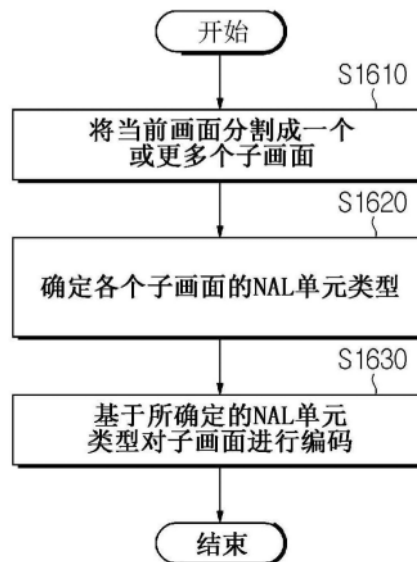 开始
S1610
将当前画面分割成一个
或更多个子画面
S1620
确定各个子画面的NAL单元类型
S1630
基于所确定的NAL单元
类型对子画面进行编码
结束